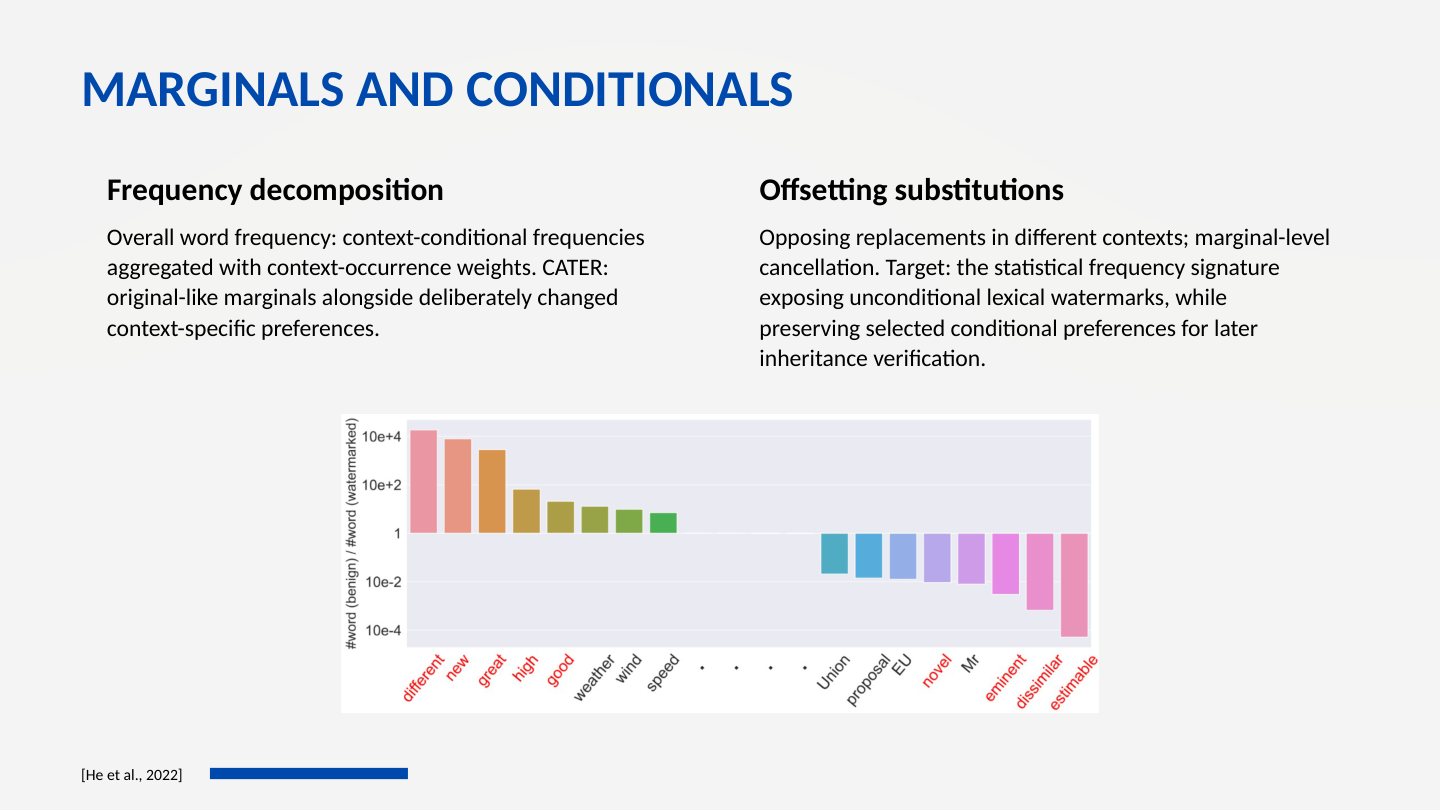 MARGINALS AND CONDITIONALS
Frequency decomposition
Overall word frequency: context-conditional frequencies
aggregated with context-occurrence weights. CATER:
original-like marginals alongside deliberately changed
context-specific preferences.
Offsetting substitutions
Opposing replacements in different contexts; marginal-level
cancellation. Target: the statistical frequency signature
exposing unconditional lexical watermarks, while
preserving selected conditional preferences for later
inheritance verification.
#word (benign) / #word (watermarked)
10e+4
10e+2
1
10e-2
10e-4
different
new
great
high
good
weather
wind
speed
.
.
.
.
Union
proposal
EU
novel
Mr
eminent
dissimilar
estimable
[He et al., 2022]